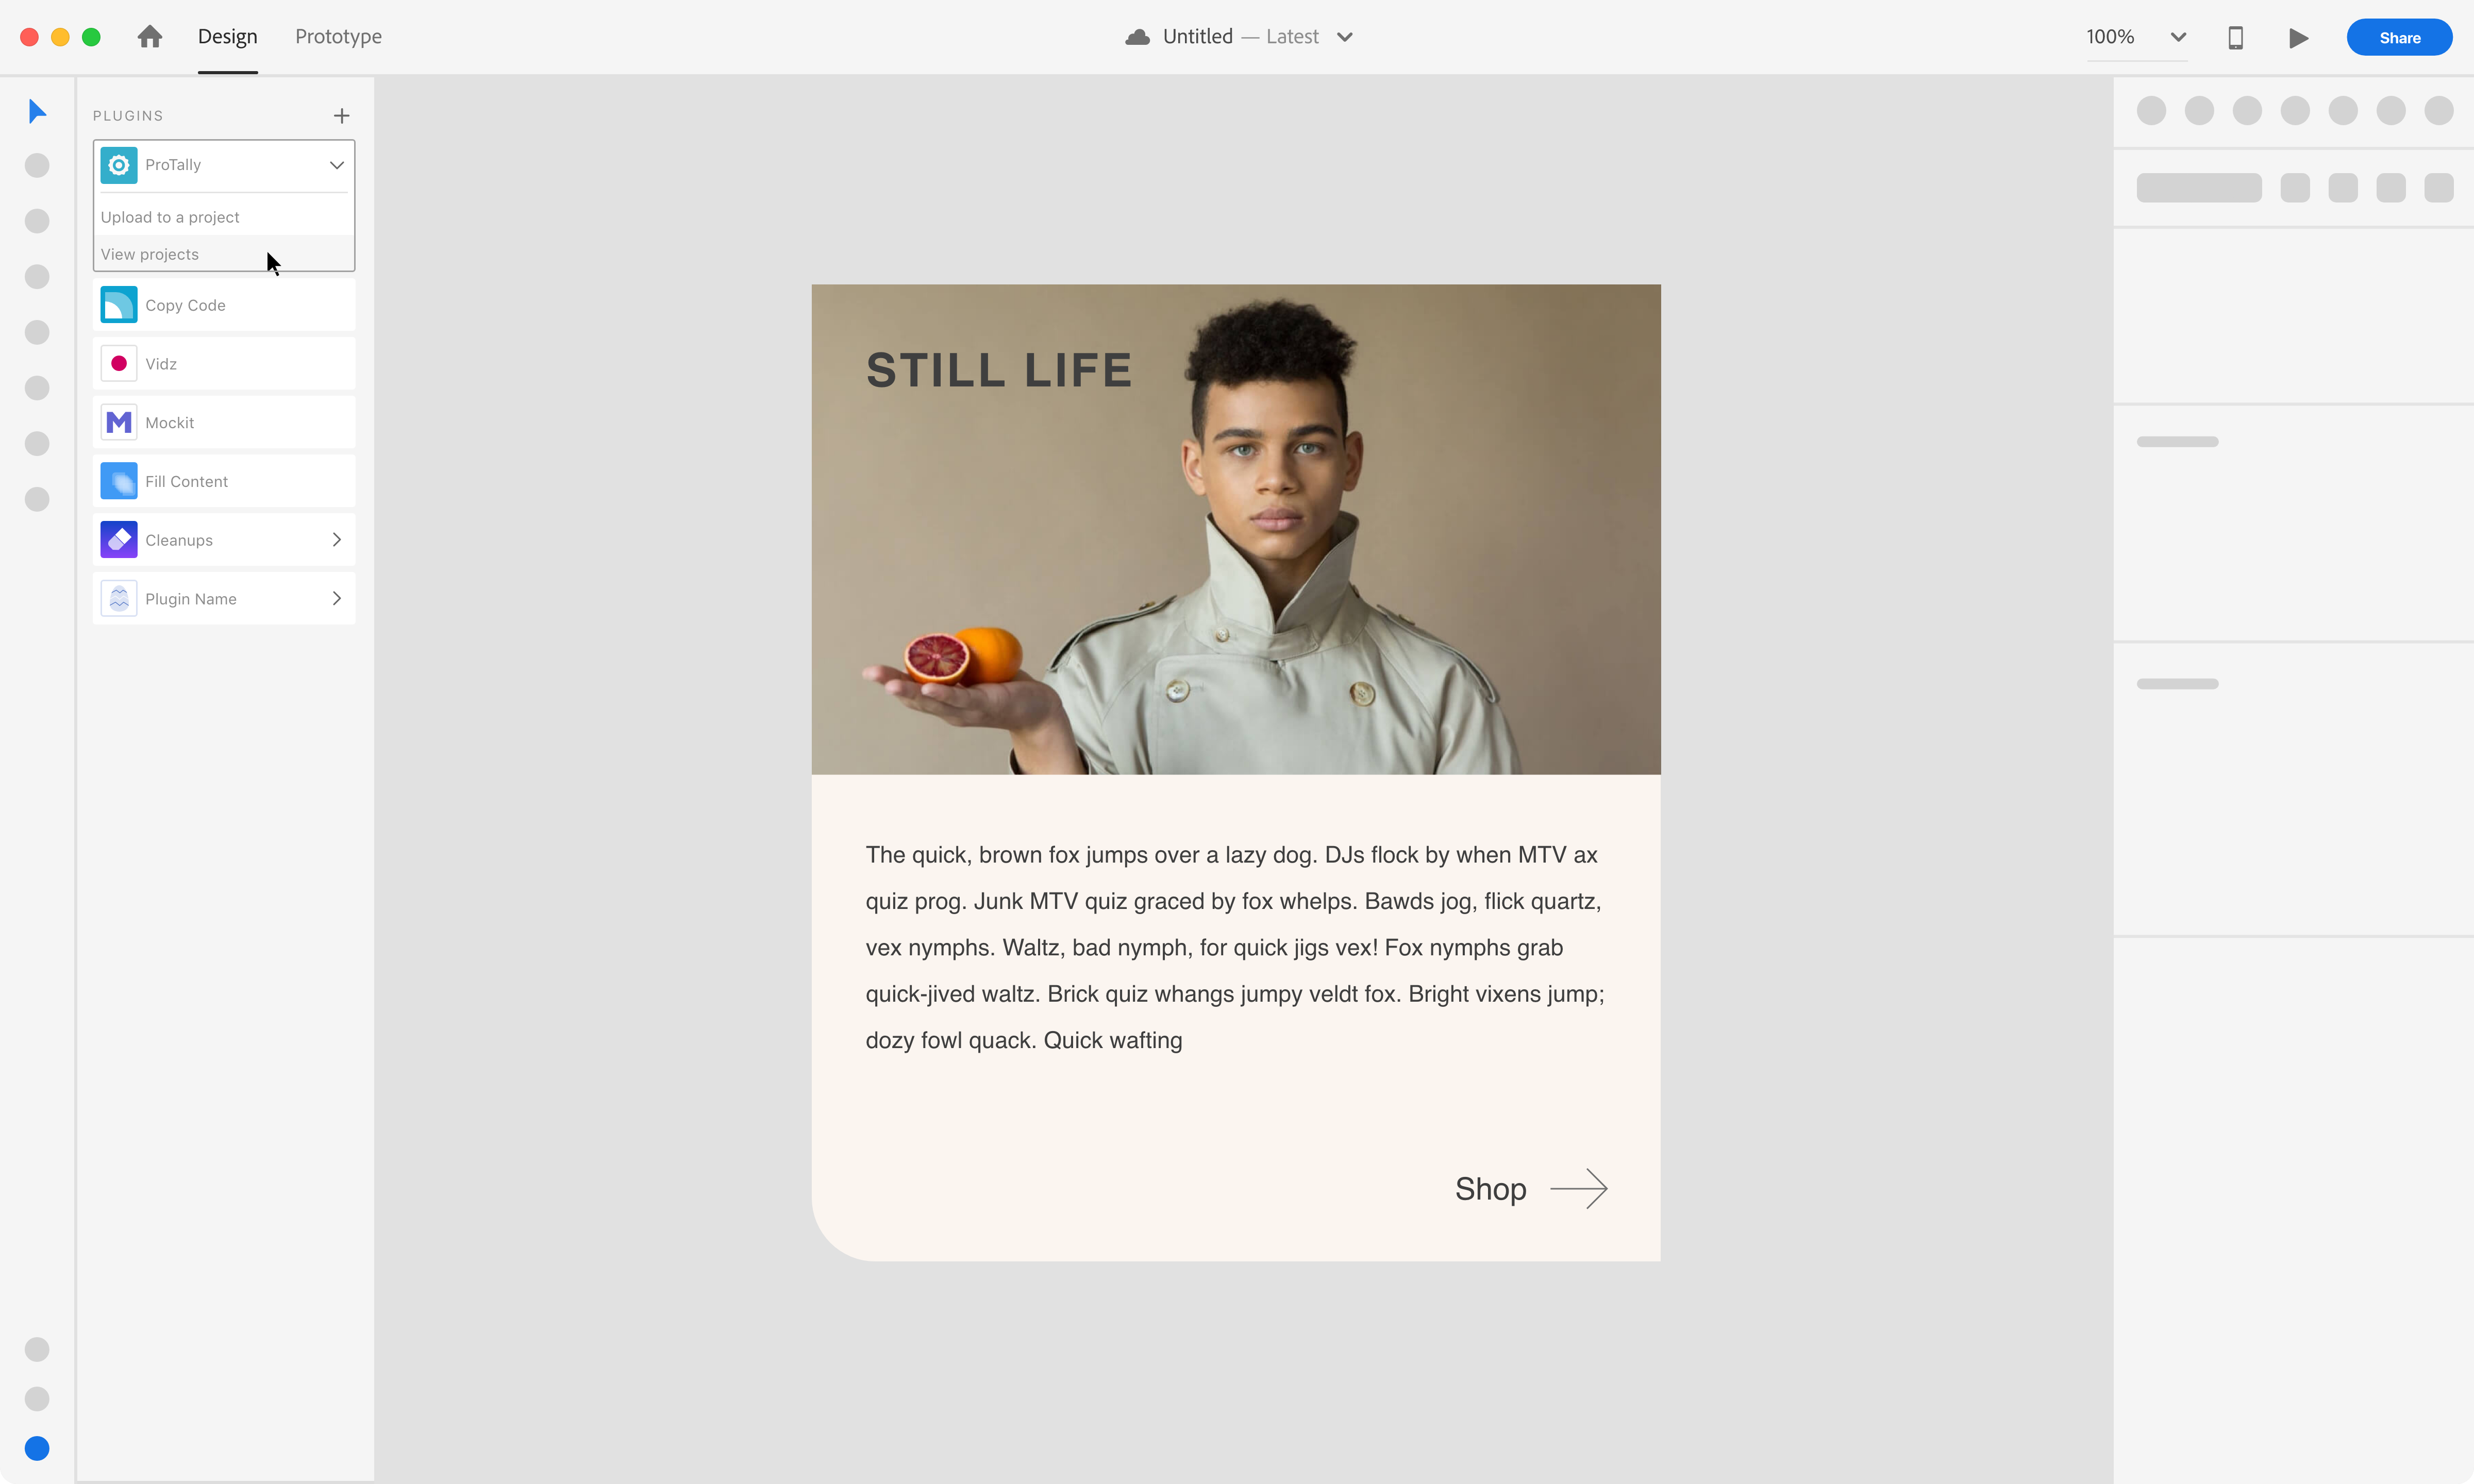 Design
Prototype
Untitled — Latest
100%
Share
PLUGINS
ProTally
Upload to a project
View projects
Copy Code
Vidz
M Mockit
Fill Content
Cleanups
Plugin Name
STILL LIFE
The quick, brown fox jumps over a lazy dog. DJs flock by when MTV ax
quiz prog. Junk MTV quiz graced by fox whelps. Bawds jog, flick quartz,
vex nymphs. Waltz, bad nymph, for quick jigs vex! Fox nymphs grab
quick-jived waltz. Brick quiz whangs jumpy veldt fox. Bright vixens jump;
dozy fowl quack. Quick wafting
Shop